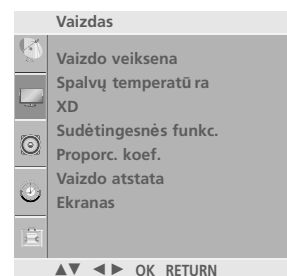 Vaizdas
Vaizdo veiksena
Spalvų temperatūra
XD
Sudėtingesnės funkc.
Proporc. koef.
Vaizdo atstata
Ekranas
▲▼ ◄► OK RETURN